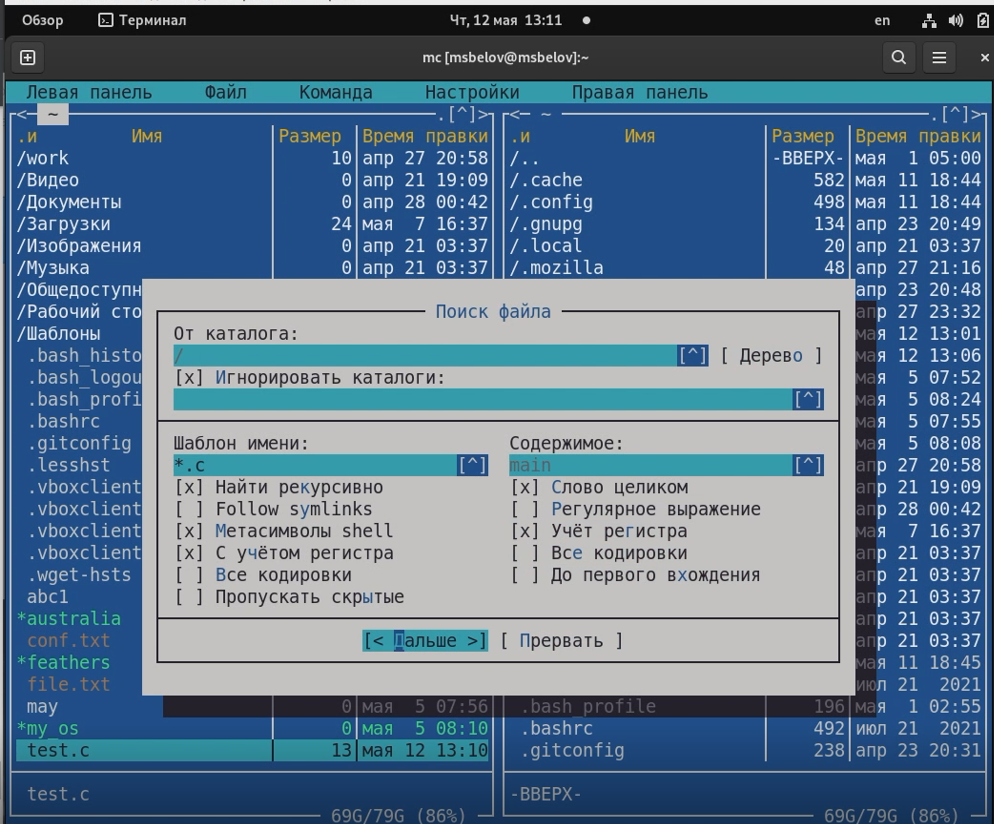 Обзор Терминал Чт, 12 мая 13:11 en
mc [msbelov@msbelov]:~
Левая панель Файл Команда Настройки Правая панель
<— ~ .[^]> <— ~ .[^]>
.и Имя Размер Время правки .и Имя Размер Время правки
/work 10 апр 27 20:58 /.. -ВВЕРХ- мая 1 05:00
/Видео 0 апр 21 19:09 /.cache 582 мая 11 18:44
/Документы 0 апр 28 00:42 /.config 498 мая 11 18:44
/Загрузки 24 мая 7 16:37 /.gnupg 134 апр 23 20:49
/Изображения 0 апр 21 03:37 /.local 20 апр 21 03:37
/Музыка 0 апр 21 03:37 /.mozilla 48 апр 27 21:16
/Общедоступн апр 23 20:48
/Рабочий сто Поиск файла апр 27 23:32
/Шаблоны От каталога: мая 12 13:01
.bash_histo / [^] [ Дерево ] мая 12 13:06
.bash_logou [x] Игнорировать каталоги: мая 5 07:52
.bash_profi [^] мая 5 08:24
.bashrc мая 5 07:55
.gitconfig Шаблон имени: Содержимое: мая 5 08:08
.lesshst *.c [^] main [^] апр 27 20:58
.vboxclient [x] Найти рекурсивно [x] Слово целиком апр 21 19:09
.vboxclient [ ] Follow symlinks [ ] Регулярное выражение апр 28 00:42
.vboxclient [x] Метасимволы shell [x] Учёт регистра мая 7 16:37
.vboxclient [x] С учётом регистра [ ] Все кодировки апр 21 03:37
.wget-hsts [ ] Все кодировки [ ] До первого вхождения апр 21 03:37
abc1 [ ] Пропускать скрытые апр 21 03:37
*australia апр 21 03:37
conf.txt [< Дальше >] [ Прервать ] апр 21 03:37
*feathers мая 11 18:45
file.txt июл 21 2021
may 0 мая 5 07:56 .bash_profile 196 мая 1 02:55
*my_os 0 мая 5 08:10 .bashrc 492 июл 21 2021
test.c 13 мая 12 13:10 .gitconfig 238 апр 23 20:31
test.c -ВВЕРХ-
69G/79G (86%) 69G/79G (86%)